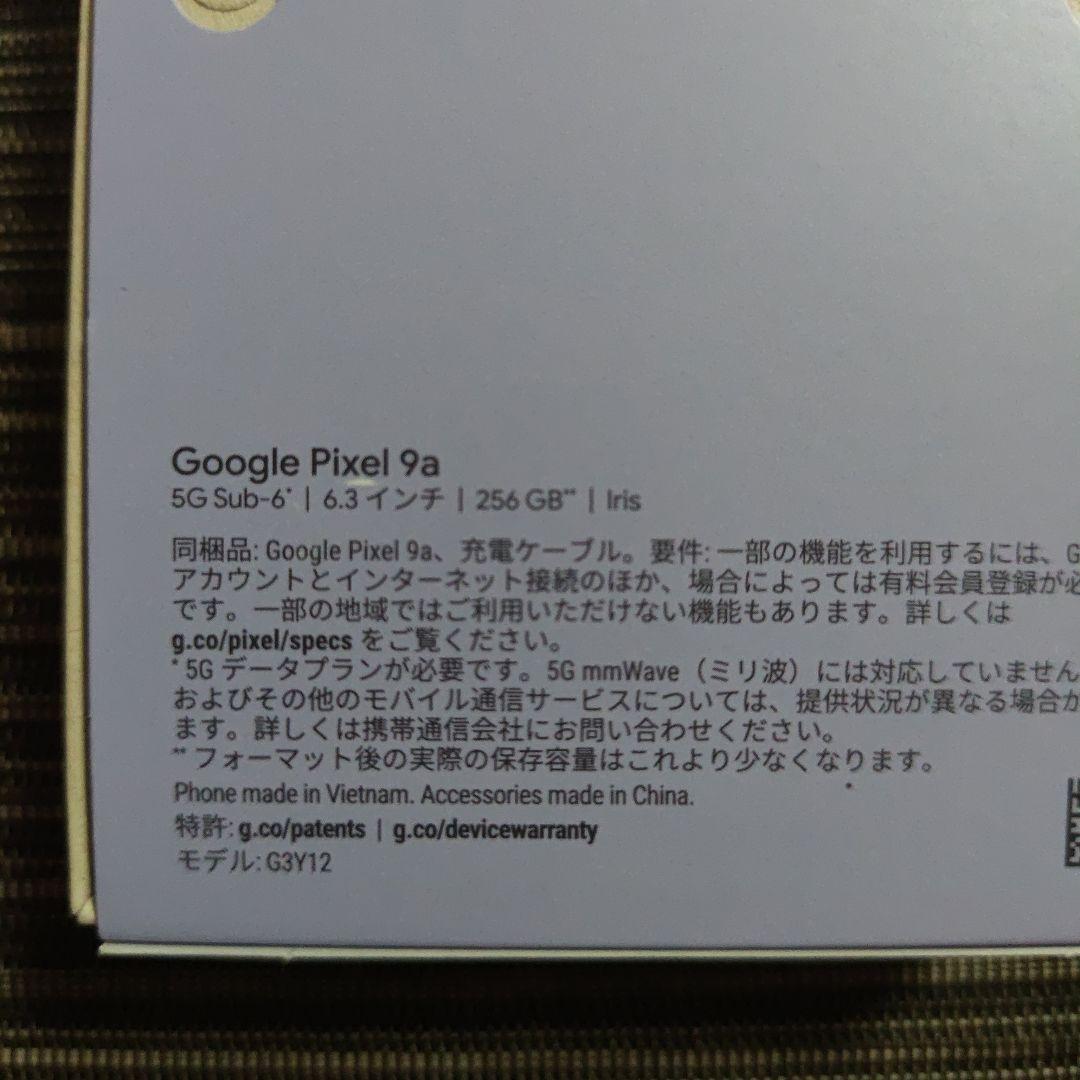 Google Pixel 9a
5G Sub-6* | 6.3 インチ | 256 GB** | Iris
同梱品: Google Pixel 9a、充電ケーブル。要件: 一部の機能を利用するには、G
アカウントとインターネット接続のほか、場合によっては有料会員登録が必
です。一部の地域ではご利用いただけない機能もあります。詳しくは
g.co/pixel/specs をご覧ください。
* 5G データプランが必要です。5G mmWave（ミリ波）には対応していません
およびその他のモバイル通信サービスについては、提供状況が異なる場合が
ます。詳しくは携帯通信会社にお問い合わせください。
** フォーマット後の実際の保存容量はこれより少なくなります。
Phone made in Vietnam. Accessories made in China.
特許: g.co/patents | g.co/devicewarranty
モデル: G3Y12